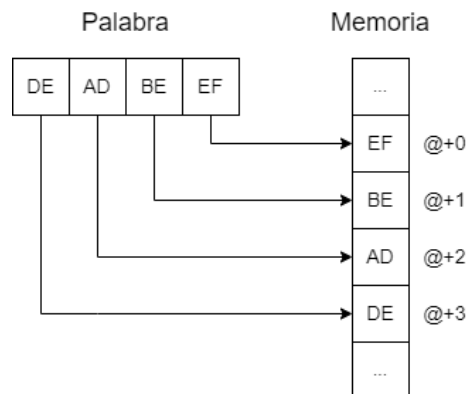 Palabra Memoria
DE AD BE EF
...
EF @+0
BE @+1
AD @+2
DE @+3
...